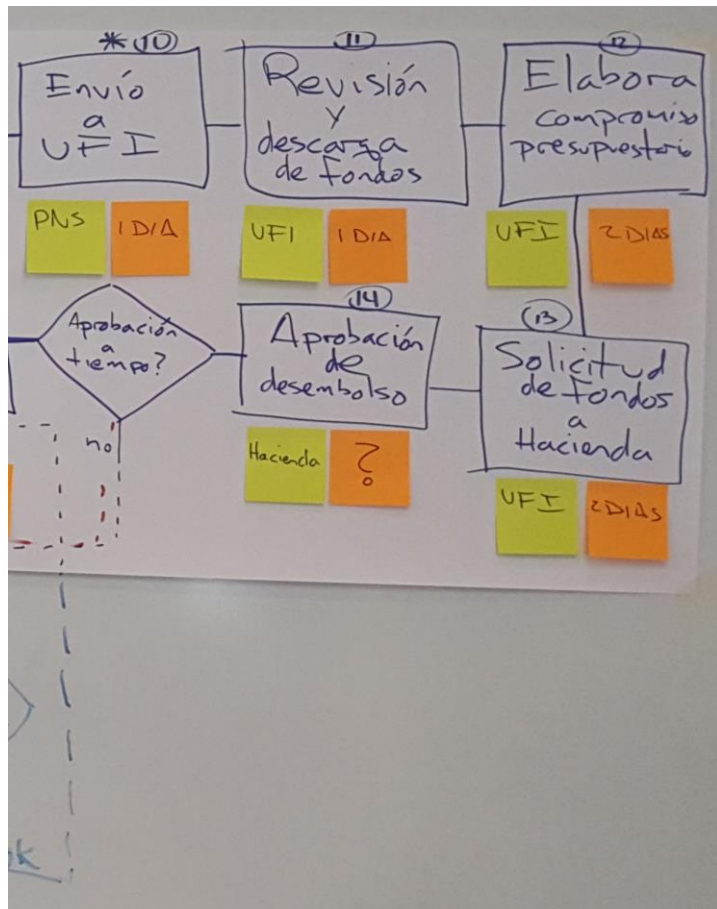 * 10
Envío
a
UFI
PNS
1 DIA
11
Revisión
y
descarga
de fondos
UFI
1 DIA
12
Elabora
compromiso
presupuestario
UFI
2 DIAS
13
Solicitud
de fondos
a
Hacienda
UFI
2 DIAS
14
Aprobación
de
desembolso
Hacienda
?
Aprobación
a
tiempo?
no